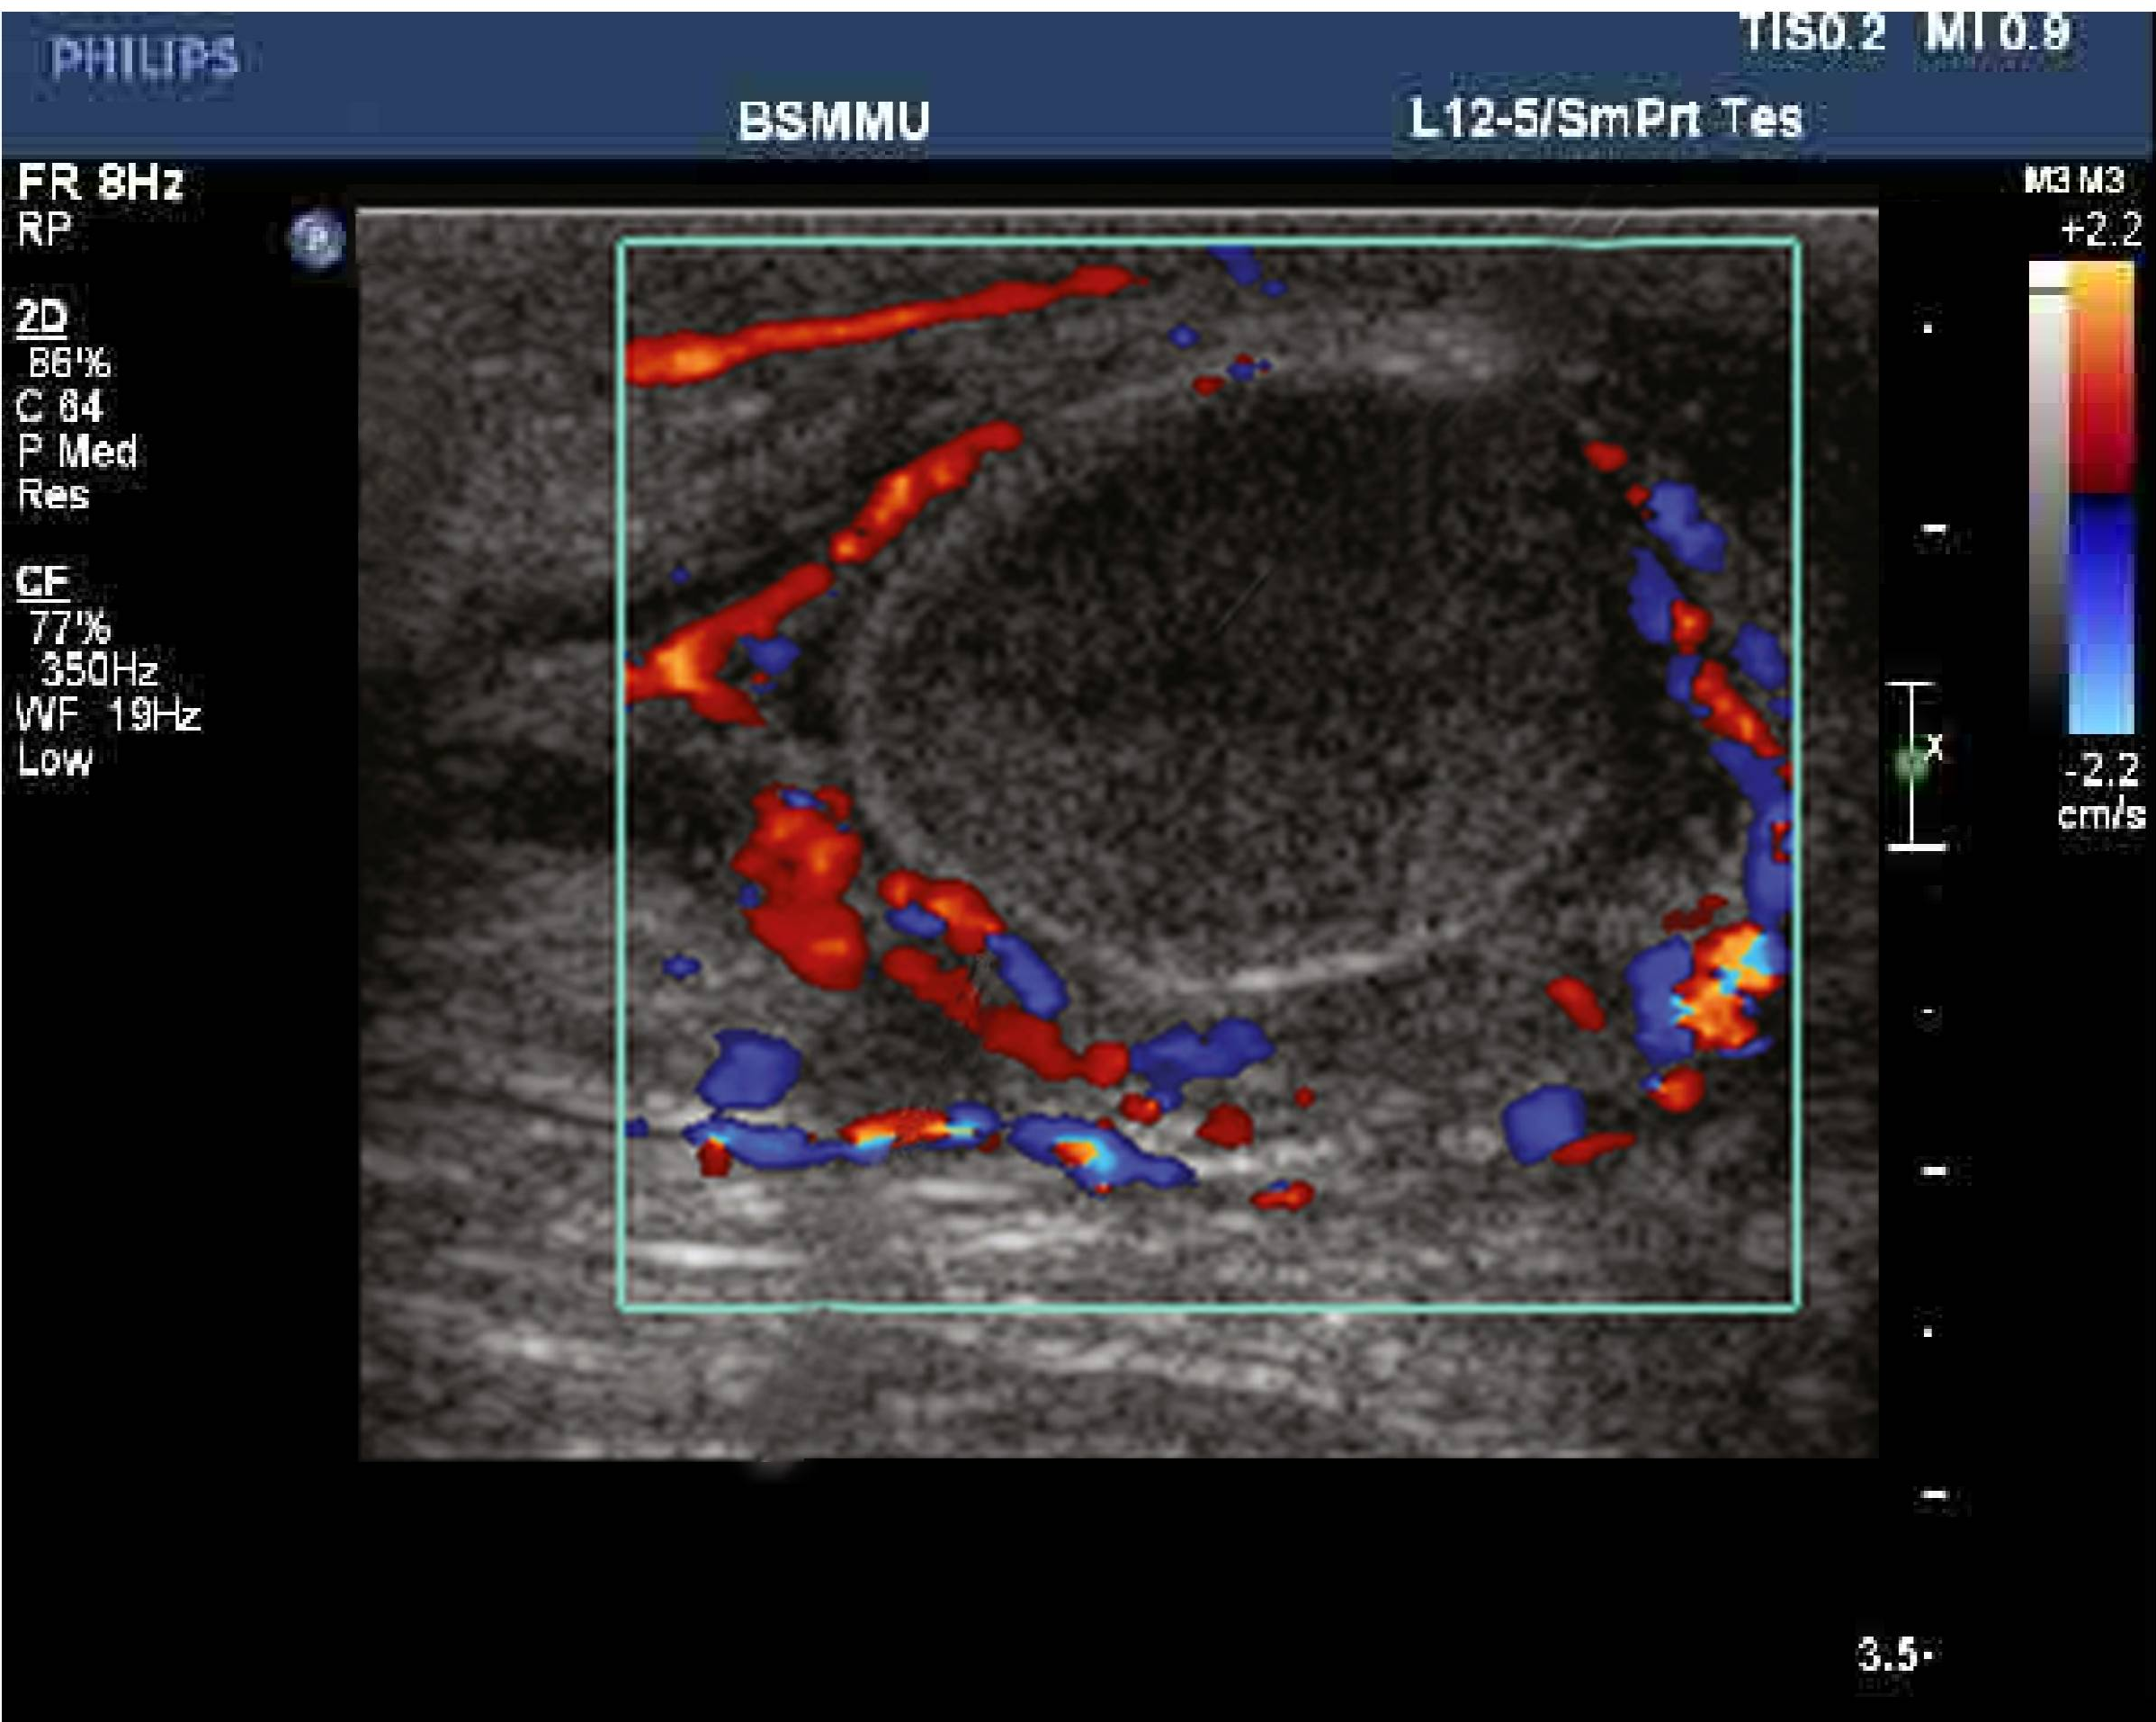 PHILIPS
TIS0.2 MI 0.9
BSMMU
L12-5/SmPrt Tes
FR 8Hz
RP
2D
86%
C 64
P Med
Res
CF
77%
350Hz
WF 19Hz
Low
P
M3 M3
+2.2
x
-2.2
cm/s
3.5